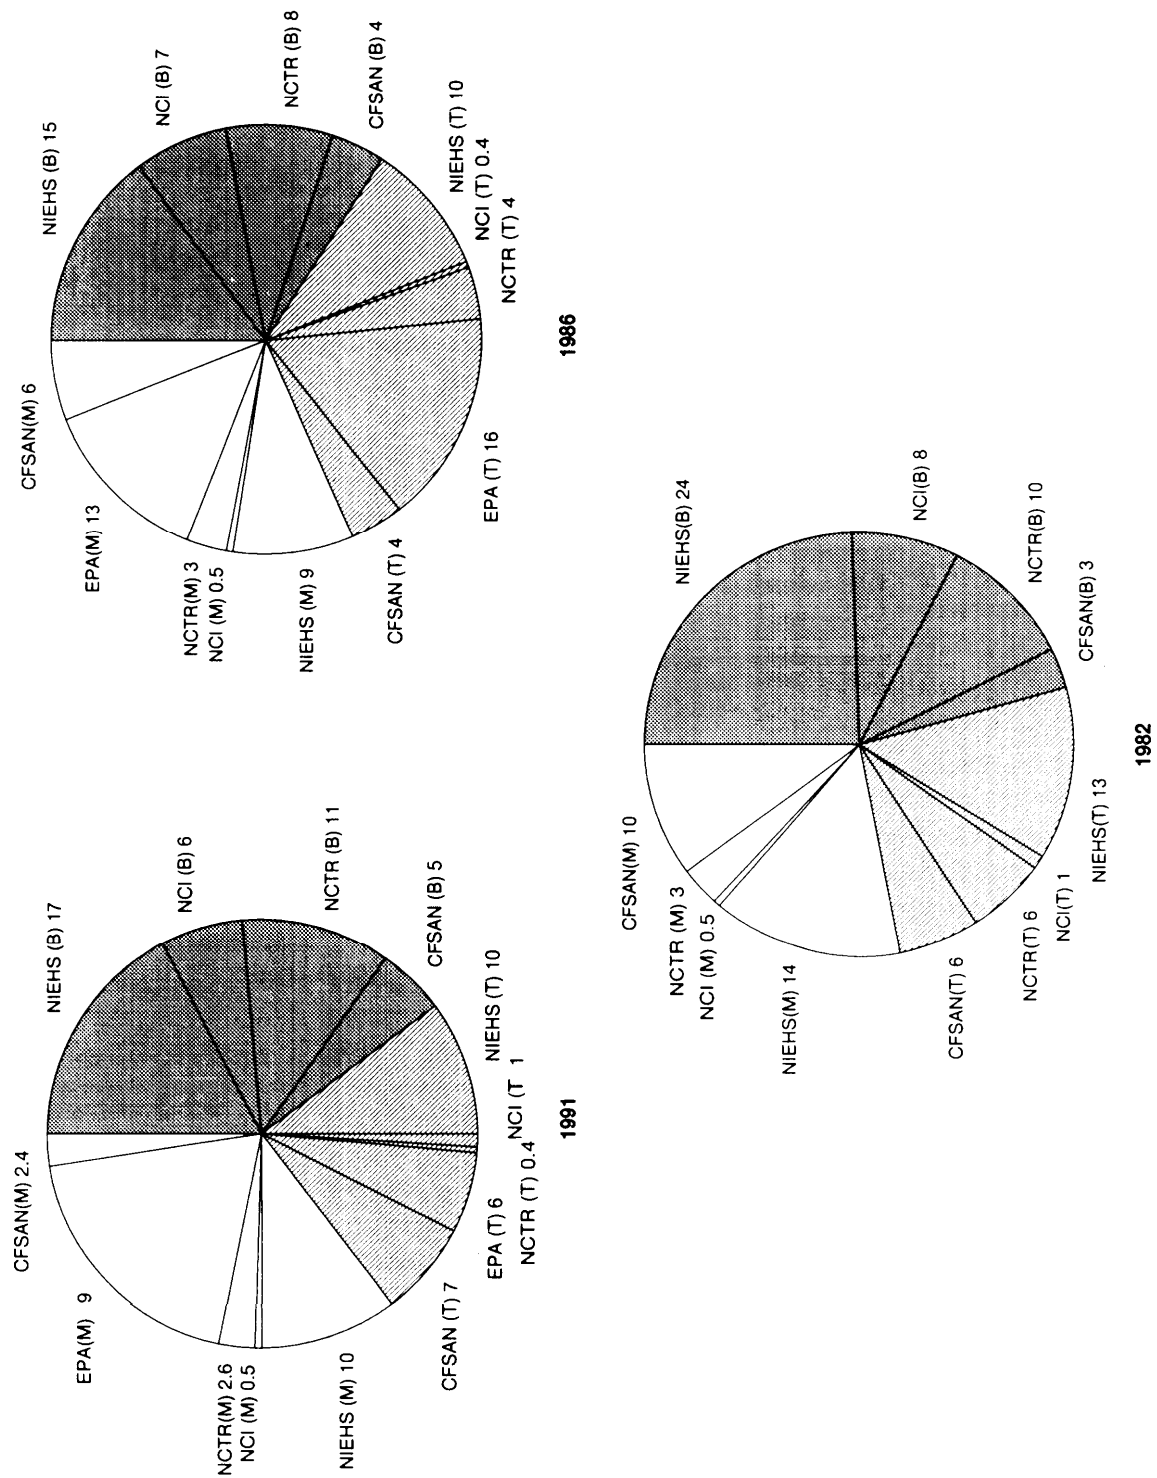 NIEHS (B) 17
NCI (B) 6
NCTR (B) 11
CFSAN (B) 5
NIEHS (T) 10
NCI (T 1
NCTR (T) 0.4
EPA (T) 6
CFSAN (T) 7
NIEHS (M) 10
NCI (M) 0.5
NCTR(M) 2.6
EPA(M) 9
CFSAN(M) 2.4
1991
NIEHS (B) 15
NCI (B) 7
NCTR (B) 8
CFSAN (B) 4
NIEHS (T) 10
NCI (T) 0.4
NCTR (T) 4
EPA (T) 16
CFSAN (T) 4
NIEHS (M) 9
NCI (M) 0.5
NCTR(M) 3
EPA(M) 13
CFSAN(M) 6
1986
NIEHS(B) 24
NCI(B) 8
NCTR(B) 10
CFSAN(B) 3
NIEHS(T) 13
NCI(T) 1
NCTR(T) 6
CFSAN(T) 6
NIEHS(M) 14
NCI (M) 0.5
NCTR (M) 3
CFSAN(M) 10
1982